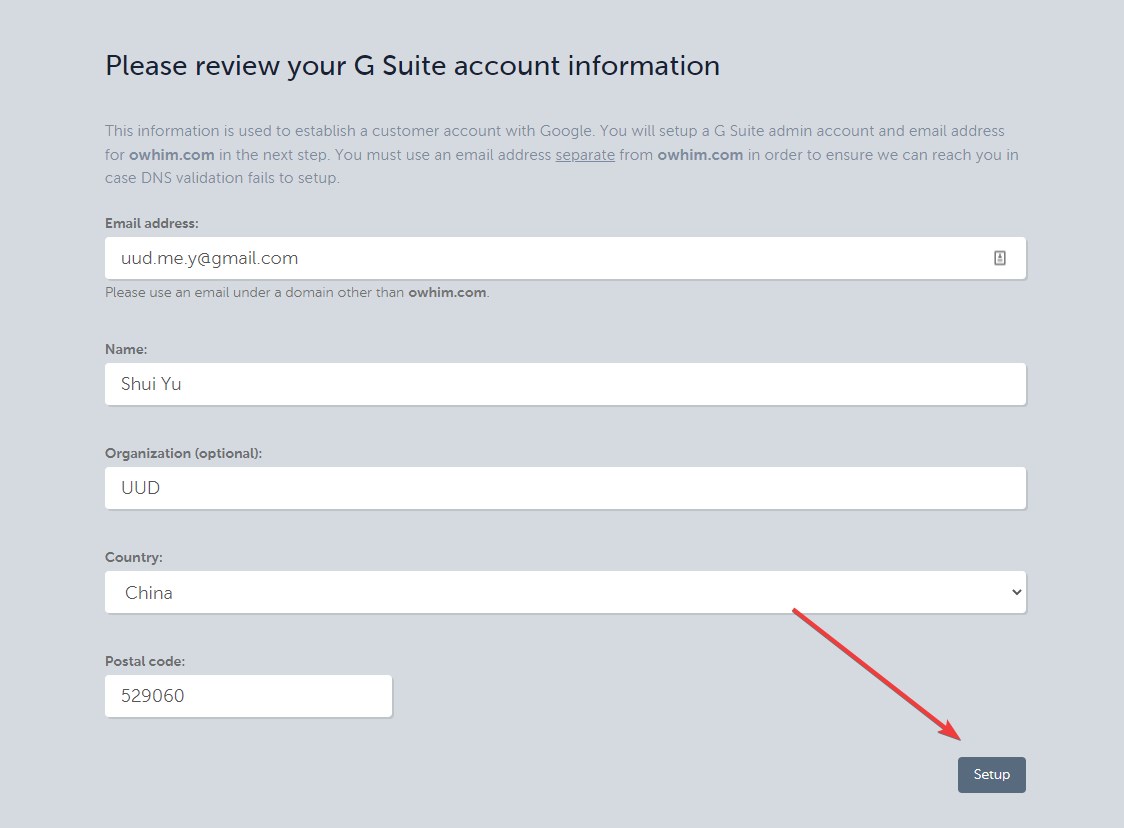 Please review your G Suite account information
This information is used to establish a customer account with Google. You will setup a G Suite admin account and email address
for owhim.com in the next step. You must use an email address separate from owhim.com in order to ensure we can reach you in
case DNS validation fails to setup.
Email address:
uud.me.y@gmail.com
Please use an email under a domain other than owhim.com.
Name:
Shui Yu
Organization (optional):
UUD
Country:
China
Postal code:
529060
Setup